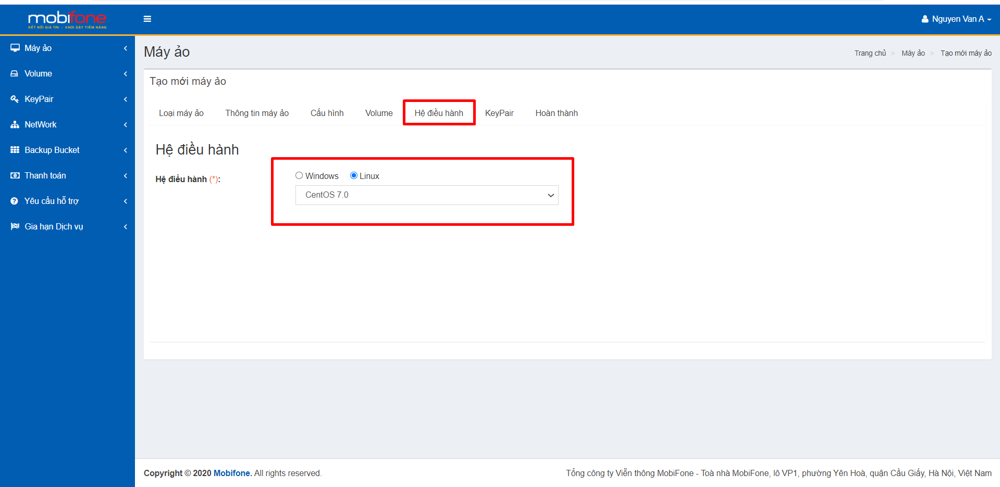 mobifone
KẾT NỐI GIÁ TRỊ - KHƠI DẬY TIỀM NĂNG
Nguyen Van A
Máy ảo
Volume
KeyPair
NetWork
Backup Bucket
Thanh toán
Yêu cầu hỗ trợ
Gia hạn Dịch vụ
Máy ảo
Trang chủ > Máy ảo > Tạo mới máy ảo
Tạo mới máy ảo
Loại máy ảo Thông tin máy ảo Cấu hình Volume Hệ điều hành KeyPair Hoàn thành
Hệ điều hành
Hệ điều hành (*):
Windows Linux
CentOS 7.0
Copyright © 2020 Mobifone. All rights reserved.
Tổng công ty Viễn thông MobiFone - Toà nhà MobiFone, lô VP1, phường Yên Hoà, quận Cầu Giấy, Hà Nội, Việt Nam